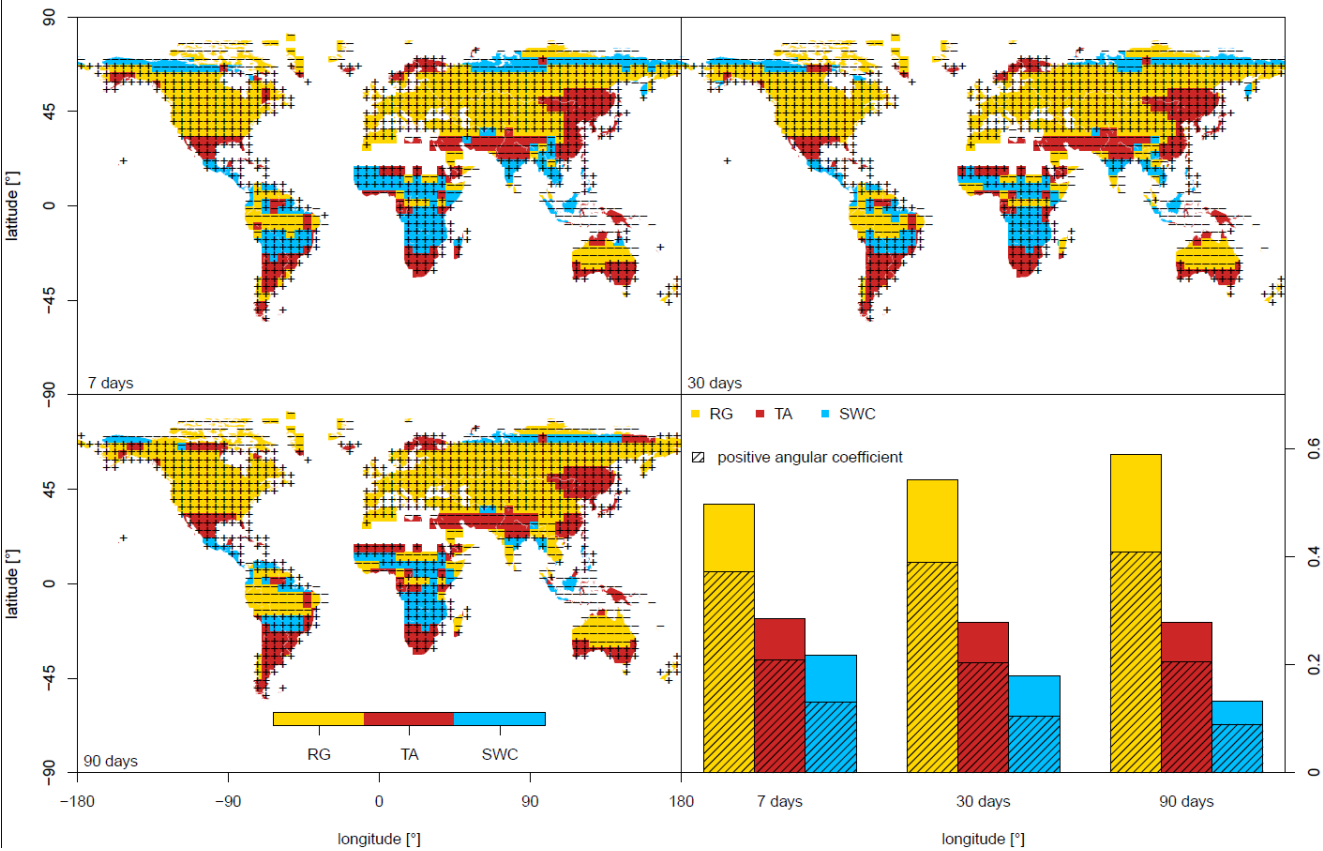 90
45
0
−45
−90
latitude [°]
7 days
30 days
90
45
0
−45
−90
latitude [°]
90 days
RG TA SWC
−180 −90 0 90 180
longitude [°]
RG TA SWC
positive angular coefficient
0.6
0.4
0.2
0
7 days 30 days 90 days
longitude [°]